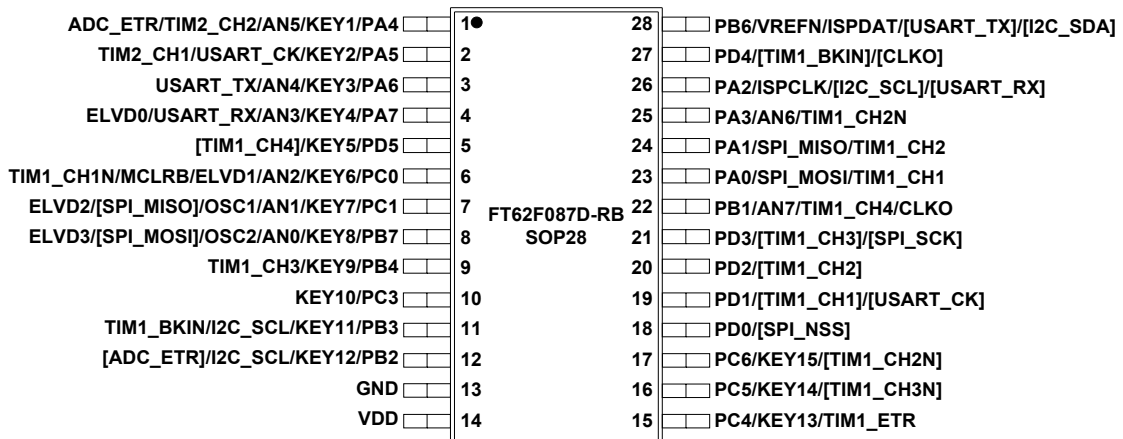 ADC_ETR/TIM2_CH2/AN5/KEY1/PA4 1 28 PB6/VREFN/ISPDAT/[USART_TX]/[I2C_SDA]
TIM2_CH1/USART_CK/KEY2/PA5 2 27 PD4/[TIM1_BKIN]/[CLKO]
USART_TX/AN4/KEY3/PA6 3 26 PA2/ISPCLK/[I2C_SCL]/[USART_RX]
ELVD0/USART_RX/AN3/KEY4/PA7 4 25 PA3/AN6/TIM1_CH2N
[TIM1_CH4]/KEY5/PD5 5 24 PA1/SPI_MISO/TIM1_CH2
TIM1_CH1N/MCLRB/ELVD1/AN2/KEY6/PC0 6 23 PA0/SPI_MOSI/TIM1_CH1
ELVD2/[SPI_MISO]/OSC1/AN1/KEY7/PC1 7 FT62F087D-RB 22 PB1/AN7/TIM1_CH4/CLKO
ELVD3/[SPI_MOSI]/OSC2/AN0/KEY8/PB7 8 SOP28 21 PD3/[TIM1_CH3]/[SPI_SCK]
TIM1_CH3/KEY9/PB4 9 20 PD2/[TIM1_CH2]
KEY10/PC3 10 19 PD1/[TIM1_CH1]/[USART_CK]
TIM1_BKIN/I2C_SCL/KEY11/PB3 11 18 PD0/[SPI_NSS]
[ADC_ETR]/I2C_SCL/KEY12/PB2 12 17 PC6/KEY15/[TIM1_CH2N]
GND 13 16 PC5/KEY14/[TIM1_CH3N]
VDD 14 15 PC4/KEY13/TIM1_ETR